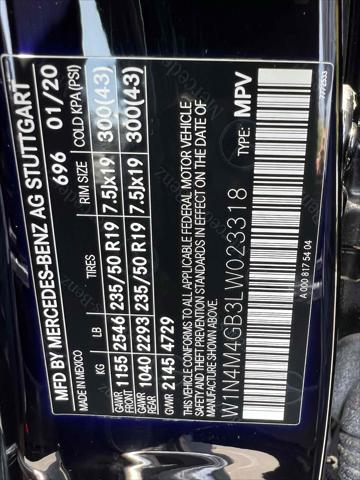 MFD BY MERCEDES-BENZ AG STUTTGART
MADE IN MEXICO 696 01/20
KG LB TIRES RIM SIZE COLD KPA(PSI)
GAWR FRONT 1155 2546 235/50 R19 7.5Jx19 300(43)
GAWR REAR 1040 2293 235/50 R19 7.5Jx19 300(43)
GVWR 2145 4729
THIS VEHICLE CONFORMS TO ALL APPLICABLE FEDERAL MOTOR VEHICLE
SAFETY AND THEFT PREVENTION STANDARDS IN EFFECT ON THE DATE OF
MANUFACTURE SHOWN ABOVE.
W1N4M4GB3LW023318 TYPE: MPV
A 000 817 54 04